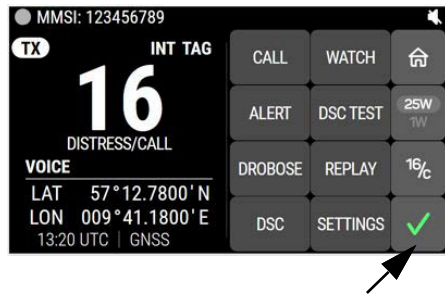 MMSI: 123456789
TX INT TAG
16
DISTRESS/CALL
VOICE
LAT 57°12.7800'N
LON 009°41.1800'E
13:20 UTC | GNSS
CALL WATCH
ALERT DSC TEST 25W
1W
DROBOSE REPLAY 16/C
DSC SETTINGS